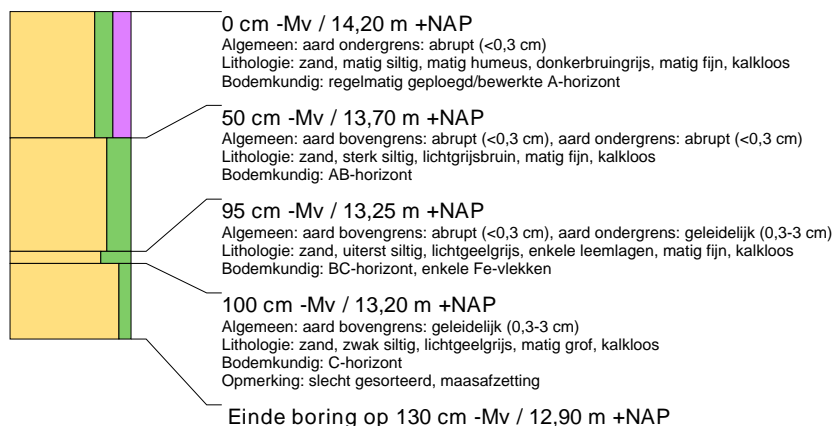 0 cm -Mv / 14,20 m +NAP
Algemeen: aard ondergrens: abrupt (<0,3 cm)
Lithologie: zand, matig siltig, matig humeus, donkerbruingrijs, matig fijn, kalkloos
Bodemkundig: regelmatig geploegd/bewerkte A-horizont
50 cm -Mv / 13,70 m +NAP
Algemeen: aard bovengrens: abrupt (<0,3 cm), aard ondergrens: abrupt (<0,3 cm)
Lithologie: zand, sterk siltig, lichtgrijsbruin, matig fijn, kalkloos
Bodemkundig: AB-horizont
95 cm -Mv / 13,25 m +NAP
Algemeen: aard bovengrens: abrupt (<0,3 cm), aard ondergrens: geleidelijk (0,3-3 cm)
Lithologie: zand, uiterst siltig, lichtgeelgrijs, enkele leemlagen, matig fijn, kalkloos
Bodemkundig: BC-horizont, enkele Fe-vlekken
100 cm -Mv / 13,20 m +NAP
Algemeen: aard bovengrens: geleidelijk (0,3-3 cm)
Lithologie: zand, zwak siltig, lichtgeelgrijs, matig grof, kalkloos
Bodemkundig: C-horizont
Opmerking: slecht gesorteerd, maasafzetting
Einde boring op 130 cm -Mv / 12,90 m +NAP